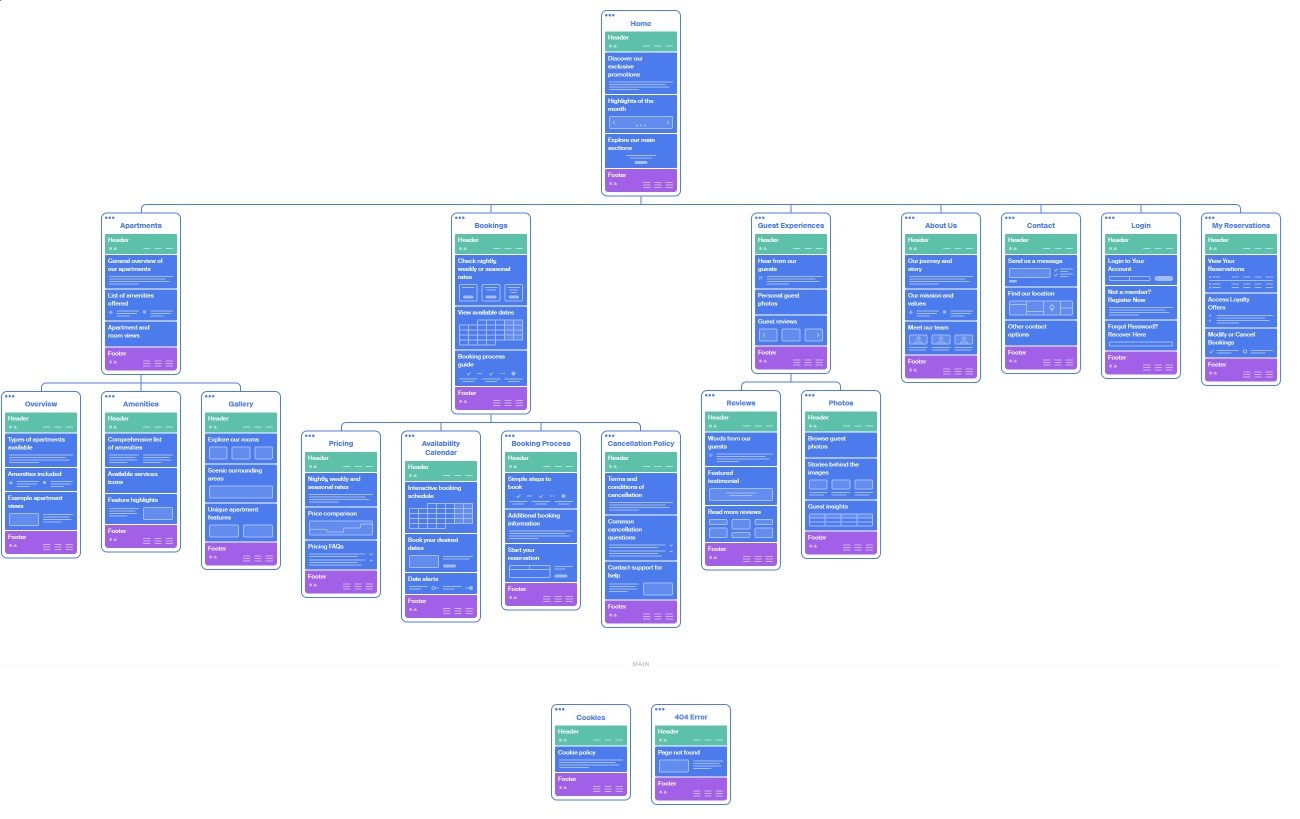 Home
Header
Discover our
exclusive
promotions
Highlights of the
month
Explore our main
sections
Footer
Apartments
Header
General overview of
our apartments
List of amenities
offered
Apartment and
room views
Footer
Bookings
Header
Check nightly,
weekly or seasonal
rates
View available dates
Booking process
guide
Footer
Guest Experiences
Header
Hear from our
guests
Personal guest
photos
Guest reviews
Footer
About Us
Header
Our journey and
story
Our mission and
values
Meet our team
Footer
Contact
Header
Send us a message
Find our location
Other contact
options
Footer
Login
Header
Login to Your
Account
Not a member?
Register Now
Forgot Password?
Recover Here
Footer
My Reservations
Header
View Your
Reservations
Access Loyalty
Offers
Modify or Cancel
Bookings
Footer
Overview
Header
Types of apartments
available
Amenities included
Example apartment
views
Footer
Amenities
Header
Comprehensive list
of amenities
Available services
icons
Feature highlights
Footer
Gallery
Header
Explore our rooms
Scenic surrounding
areas
Unique apartment
features
Footer
Pricing
Header
Nightly, weekly and
seasonal rates
Price comparison
Pricing FAQs
Footer
Availability
Calendar
Header
Interactive booking
schedule
Book your desired
dates
Date alerts
Footer
Booking Process
Header
Simple steps to
book
Additional booking
information
Start your
reservation
Footer
Cancellation Policy
Header
Terms and
conditions of
cancellation
Common
cancellation
questions
Contact support for
help
Footer
Reviews
Header
Words from our
guests
Featured
testimonial
Read more reviews
Footer
Photos
Header
Browse guest
photos
Stories behind the
images
Guest insights
Footer
MAIN
Cookies
Header
Cookie policy
Footer
404 Error
Header
Page not found
Footer